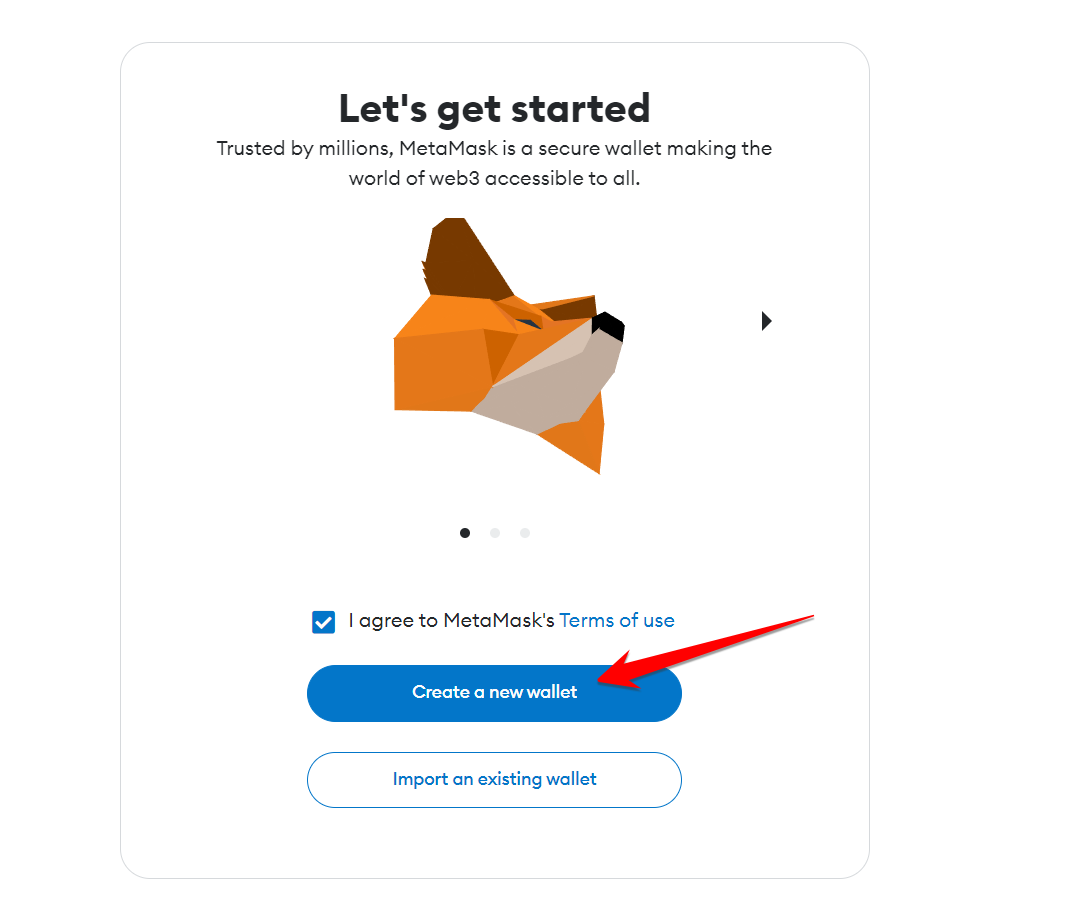 Let's get started
Trusted by millions, MetaMask is a secure wallet making the
world of web3 accessible to all.
I agree to MetaMask's Terms of use
Create a new wallet
Import an existing wallet